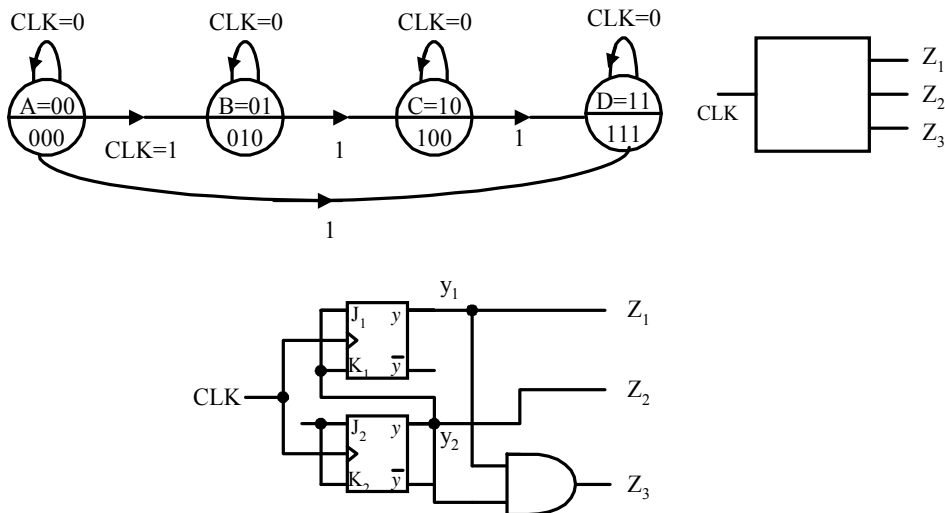 CLK=0 CLK=0 CLK=0 CLK=0
A=00 B=01 C=10 D=11
000 010 100 111
CLK=1 1 1
1
CLK
Z1
Z2
Z3
y1
J1 y
K1 y̅
Z1
CLK
Z2
J2 y
y2
K2 y̅
Z3